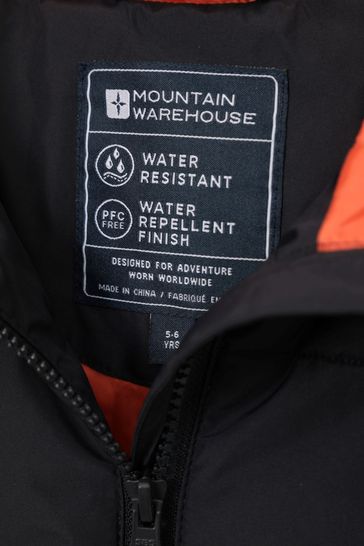 MOUNTAIN
WAREHOUSE
WATER
RESISTANT
PFC
FREE
WATER
REPELLENT
FINISH
DESIGNED FOR ADVENTURE
WORN WORLDWIDE
MADE IN CHINA / FABRIQUÉ EN
5-6
YRS